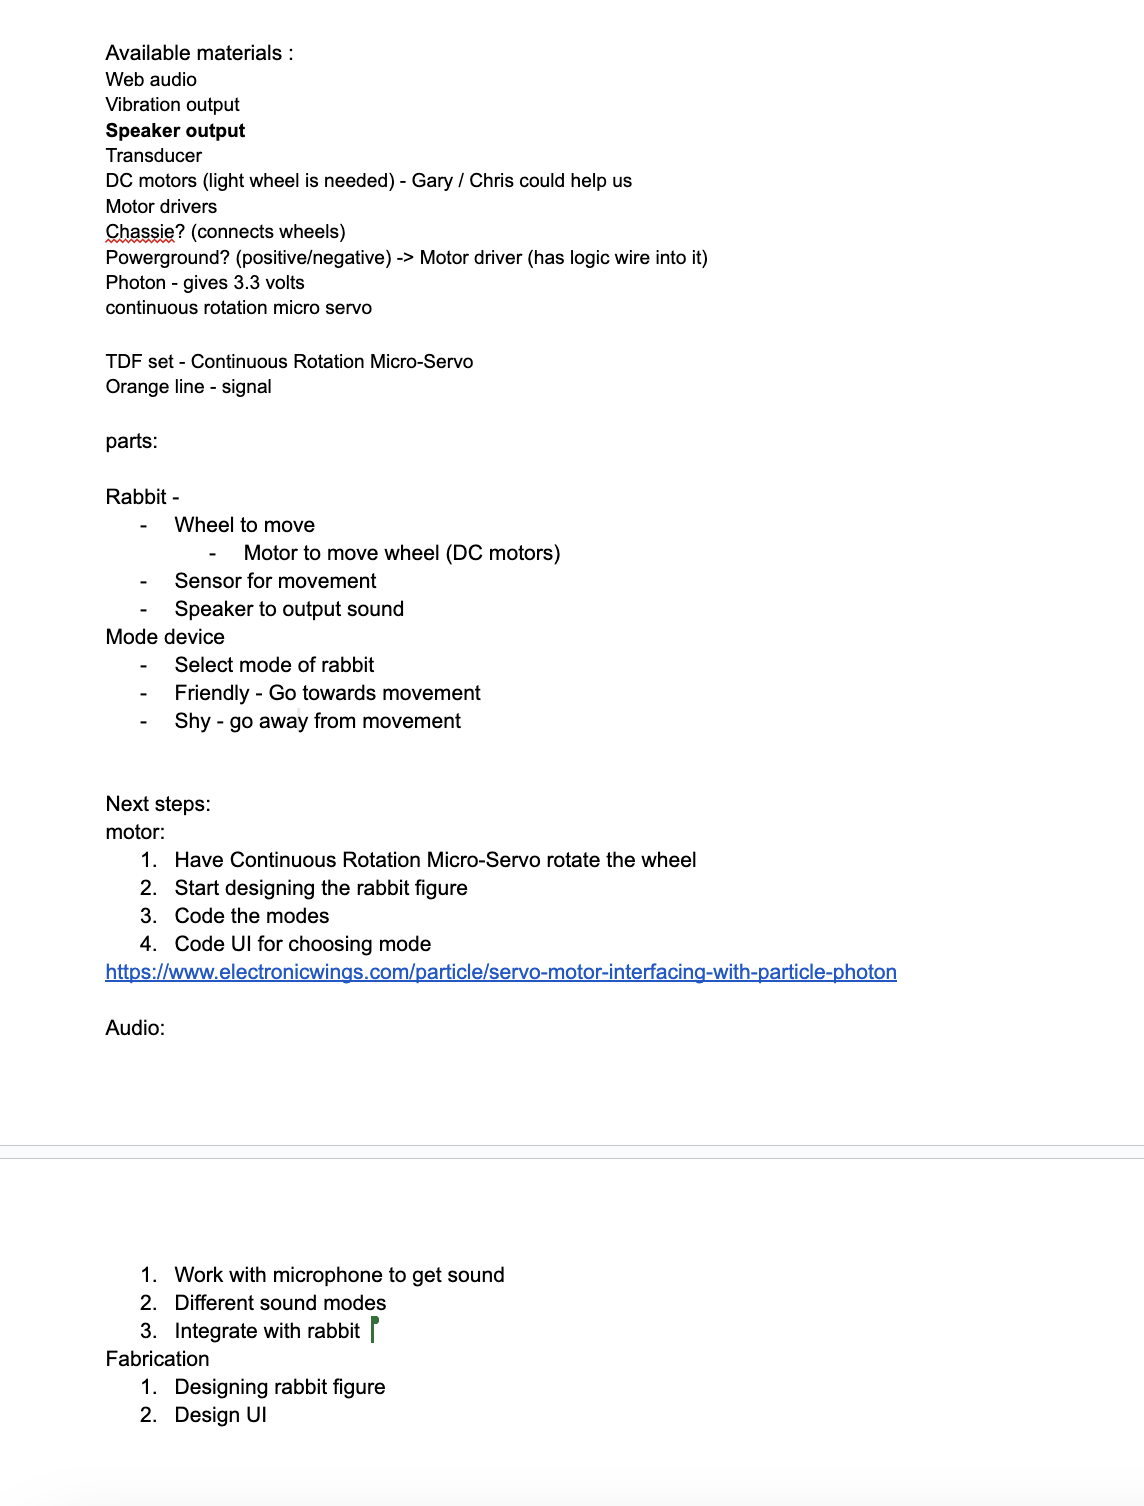 Available materials :
Web audio
Vibration output
Speaker output
Transducer
DC motors (light wheel is needed) - Gary / Chris could help us
Motor drivers
Chassie? (connects wheels)
Powerground? (positive/negative) -> Motor driver (has logic wire into it)
Photon - gives 3.3 volts
continuous rotation micro servo
TDF set - Continuous Rotation Micro-Servo
Orange line - signal
parts:
Rabbit -
- Wheel to move
- Motor to move wheel (DC motors)
- Sensor for movement
- Speaker to output sound
Mode device
- Select mode of rabbit
- Friendly - Go towards movement
- Shy - go away from movement
Next steps:
motor:
1. Have Continuous Rotation Micro-Servo rotate the wheel
2. Start designing the rabbit figure
3. Code the modes
4. Code UI for choosing mode
https://www.electronicwings.com/particle/servo-motor-interfacing-with-particle-photon
Audio:
1. Work with microphone to get sound
2. Different sound modes
3. Integrate with rabbit
Fabrication
1. Designing rabbit figure
2. Design UI